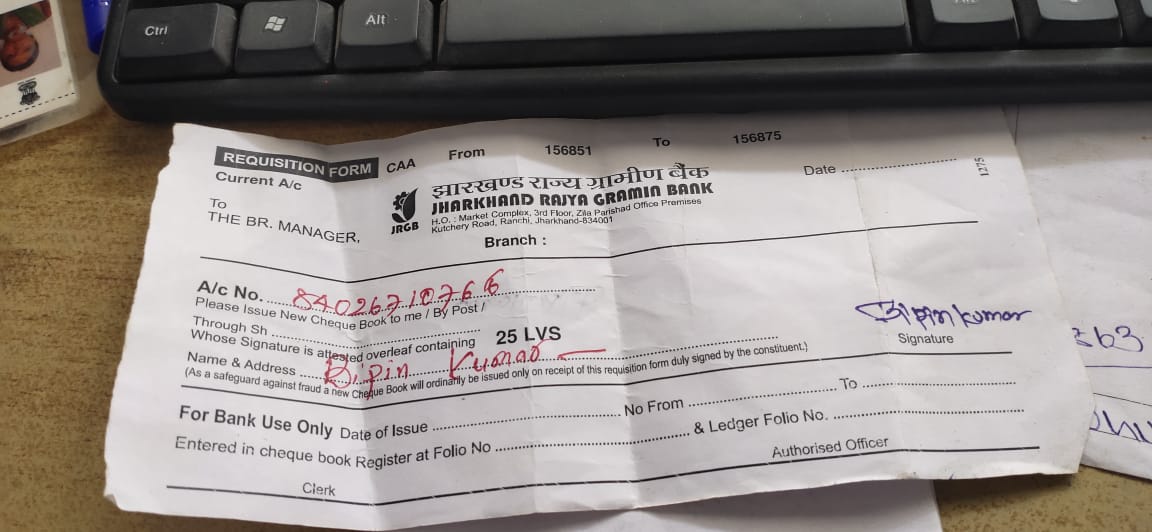 Ctrl
Alt
REQUISITION FORM CAA From 156851 To 156875
Current A/c
Date ....................
1275
झारखण्ड राज्य ग्रामीण बैंक
JHARKHAND RAJYA GRAMIN BANK
JRGB
H.O. : Market Complex, 3rd Floor, Zila Parishad Office Premises
Kutchery Road, Ranchi, Jharkhand-834001
To
THE BR. MANAGER,
Branch :
A/c No. 84026710766
Please Issue New Cheque Book to me / By Post /
Through Sh ....................
Whose Signature is attested overleaf containing 25 LVS
Name & Address Bipin Kumar
(As a safeguard against fraud a new Cheque Book will ordinarily be issued only on receipt of this requisition form duly signed by the constituent.)
Bipin Kumar
Signature
For Bank Use Only Date of Issue .................... No From .................... To ....................
Entered in cheque book Register at Folio No .................... & Ledger Folio No. ....................
Clerk
Authorised Officer